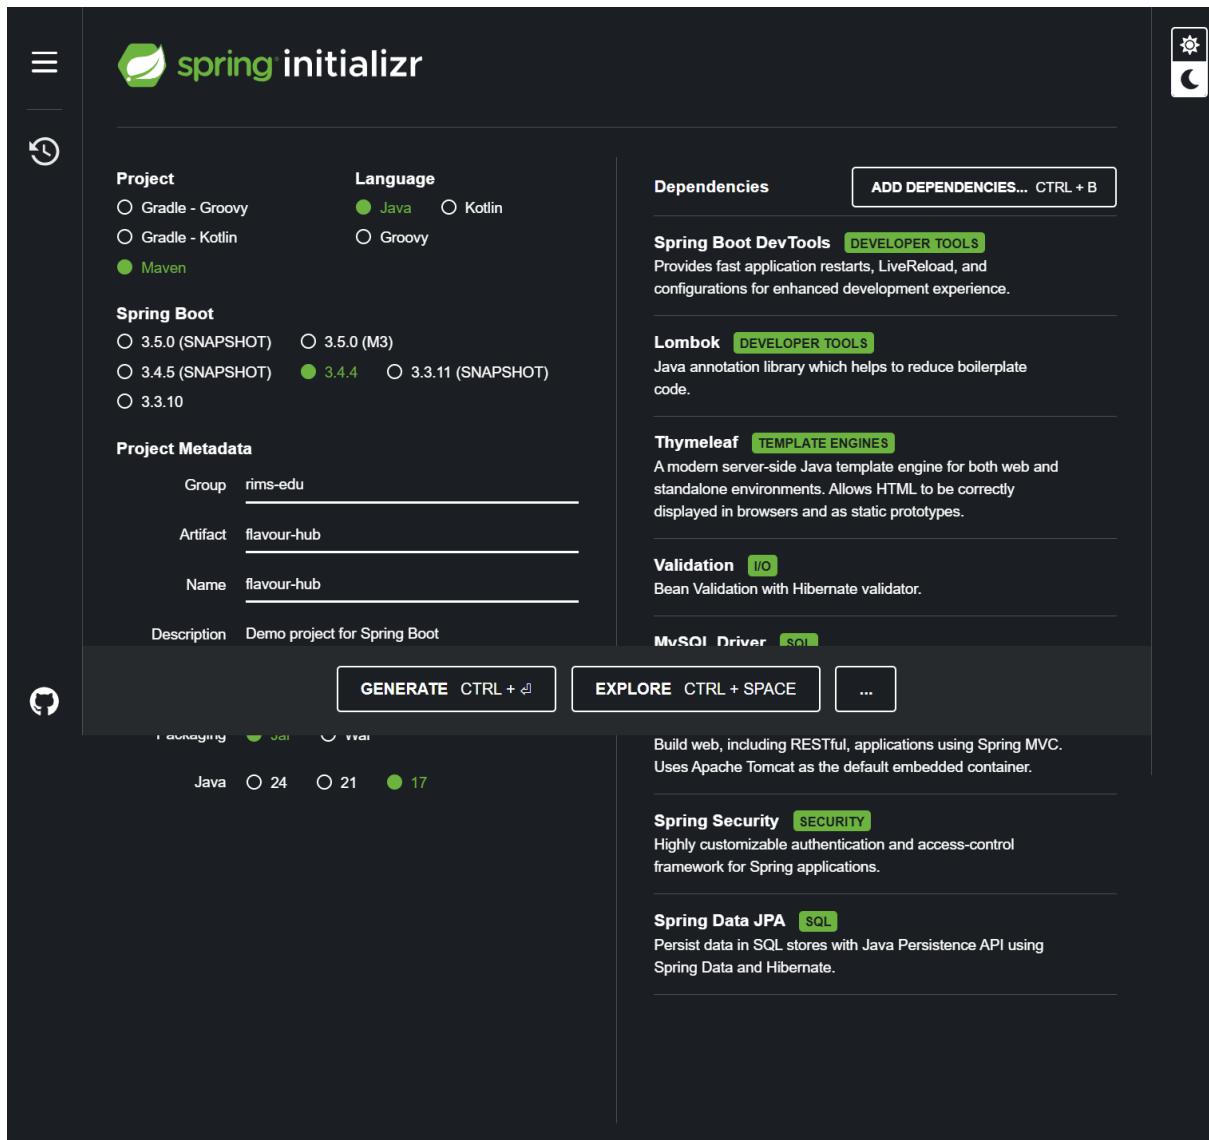 spring initializr
Project
Gradle - Groovy
Gradle - Kotlin
Maven
Language
Java Kotlin
Groovy
Spring Boot
3.5.0 (SNAPSHOT) 3.5.0 (M3)
3.4.5 (SNAPSHOT) 3.4.4 3.3.11 (SNAPSHOT)
3.3.10
Project Metadata
Group rims-edu
Artifact flavour-hub
Name flavour-hub
Description Demo project for Spring Boot
Packaging Jar War
Java 24 21 17
Dependencies ADD DEPENDENCIES... CTRL + B
Spring Boot DevTools DEVELOPER TOOLS
Provides fast application restarts, LiveReload, and
configurations for enhanced development experience.
Lombok DEVELOPER TOOLS
Java annotation library which helps to reduce boilerplate
code.
Thymeleaf TEMPLATE ENGINES
A modern server-side Java template engine for both web and
standalone environments. Allows HTML to be correctly
displayed in browsers and as static prototypes.
Validation I/O
Bean Validation with Hibernate validator.
MySQL Driver SQL
Build web, including RESTful, applications using Spring MVC.
Uses Apache Tomcat as the default embedded container.
Spring Security SECURITY
Highly customizable authentication and access-control
framework for Spring applications.
Spring Data JPA SQL
Persist data in SQL stores with Java Persistence API using
Spring Data and Hibernate.
GENERATE CTRL + ⏎ EXPLORE CTRL + SPACE ...